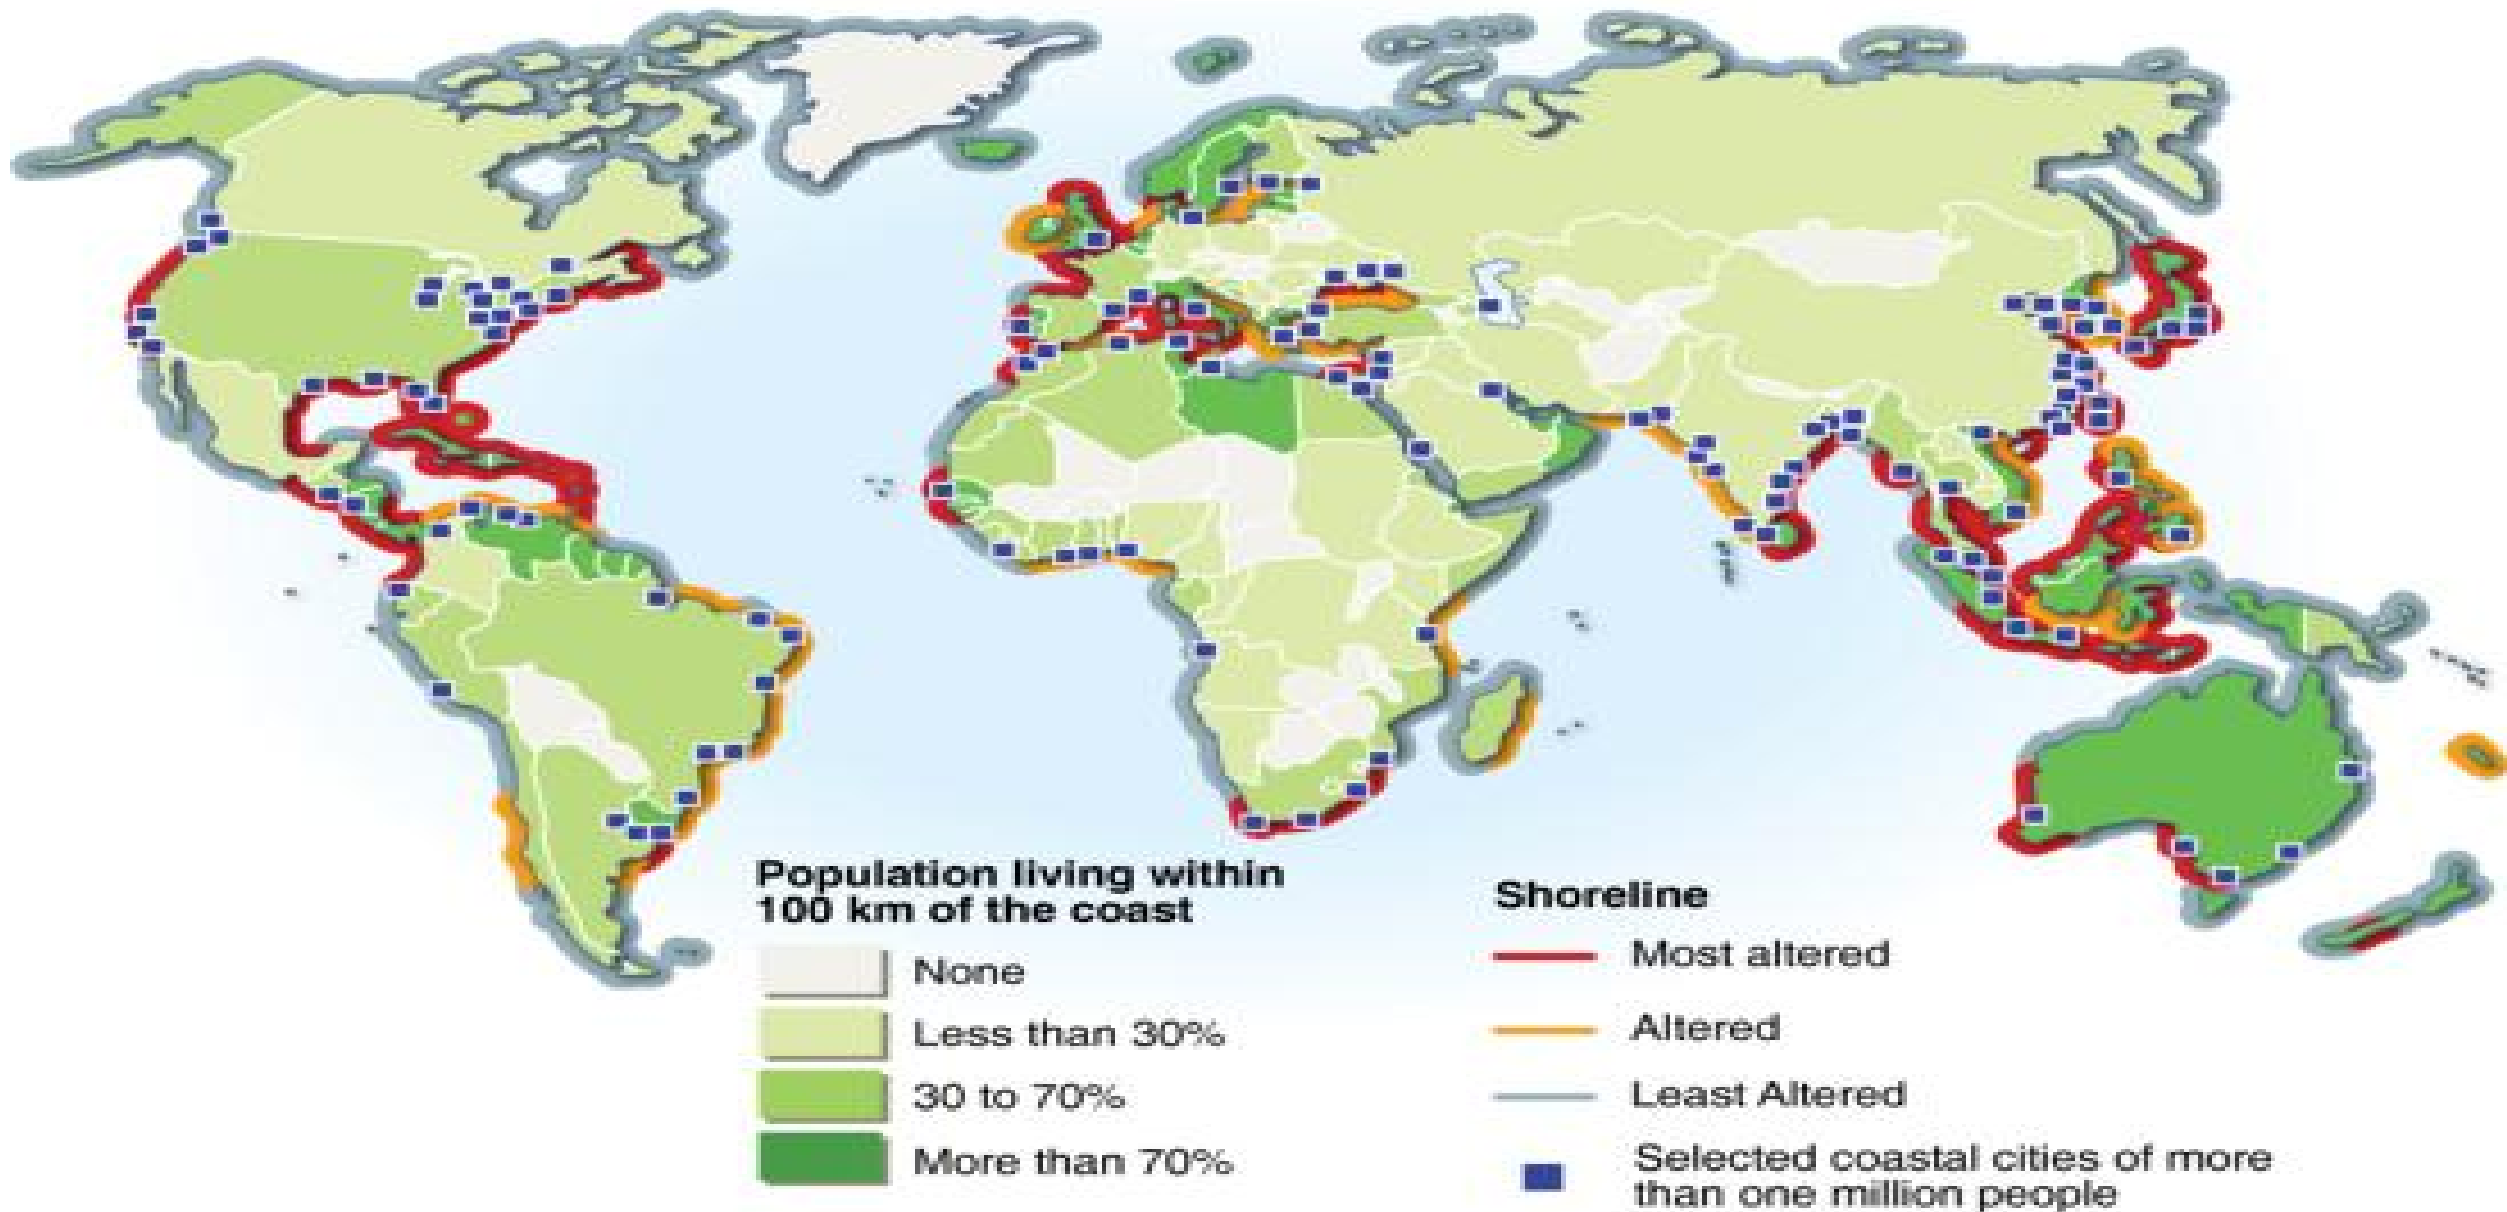 Population living within
100 km of the coast
None
Less than 30%
30 to 70%
More than 70%
Shoreline
Most altered
Altered
Least Altered
Selected coastal cities of more
than one million people